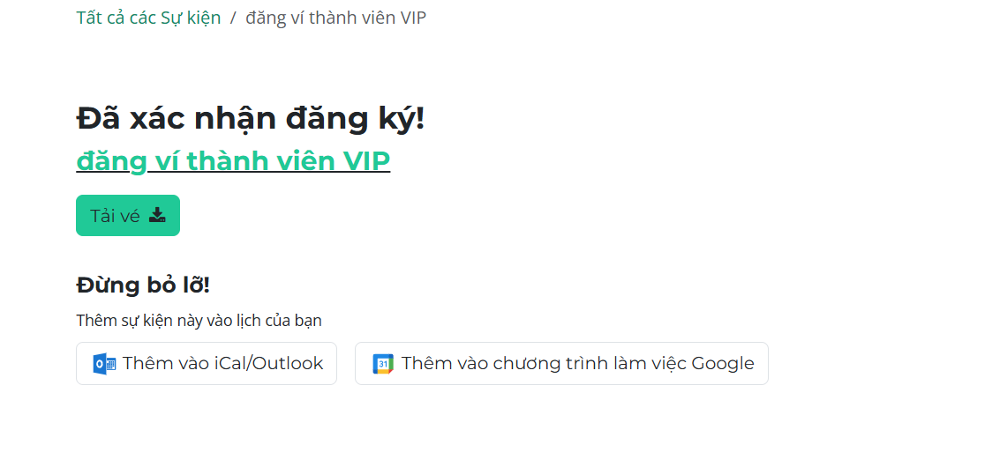 Tất cả các Sự kiện / đăng ví thành viên VIP
Đã xác nhận đăng ký!
đăng ví thành viên VIP
Tải vé
Đừng bỏ lỡ!
Thêm sự kiện này vào lịch của bạn
Thêm vào iCal/Outlook
31 Thêm vào chương trình làm việc Google